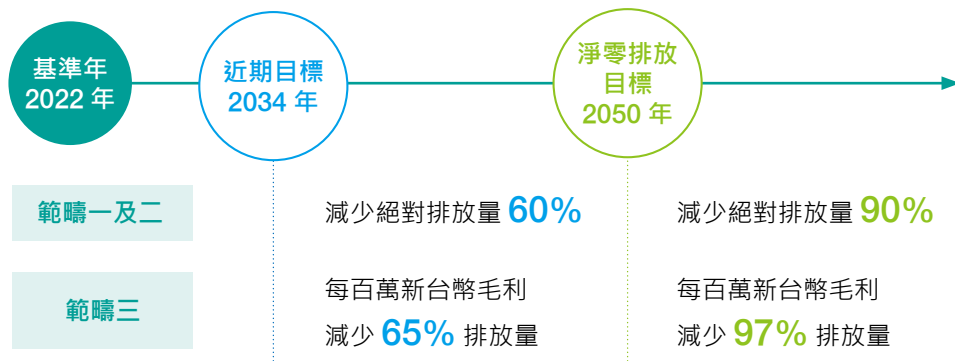 基準年
2022 年
近期目標
2034 年
淨零排放
目標
2050 年
範疇一及二
減少絕對排放量 60%
減少絕對排放量 90%
範疇三
每百萬新台幣毛利
減少 65% 排放量
每百萬新台幣毛利
減少 97% 排放量